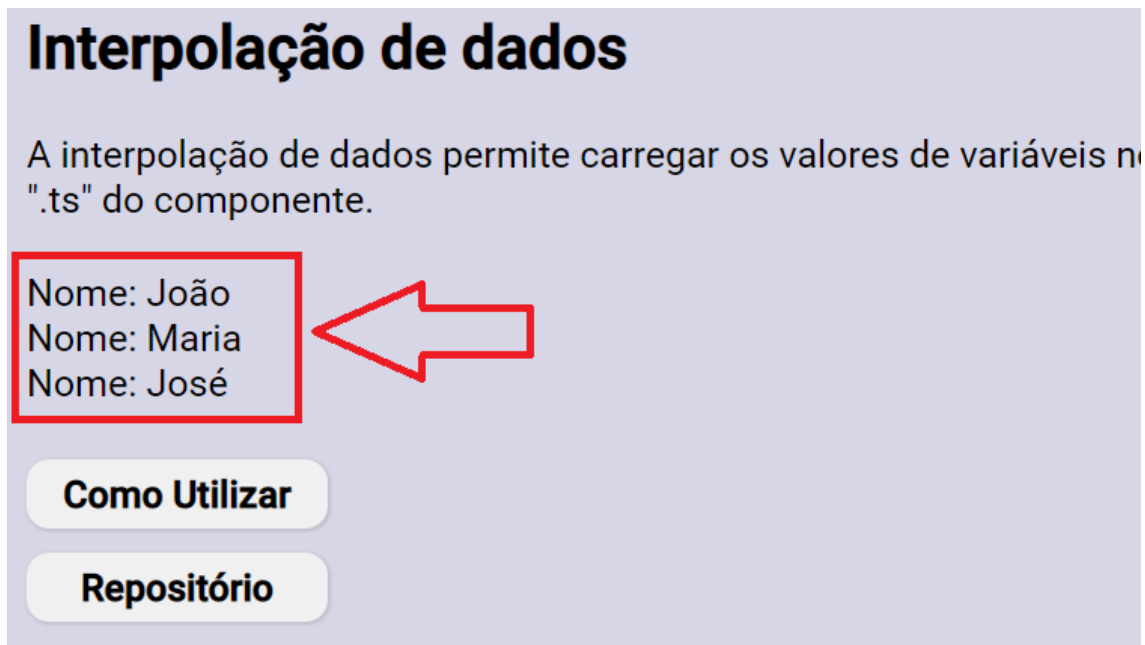 Interpolação de dados
A interpolação de dados permite carregar os valores de variáveis
".ts" do componente.
Nome: João
Nome: Maria
Nome: José
Como Utilizar
Repositório